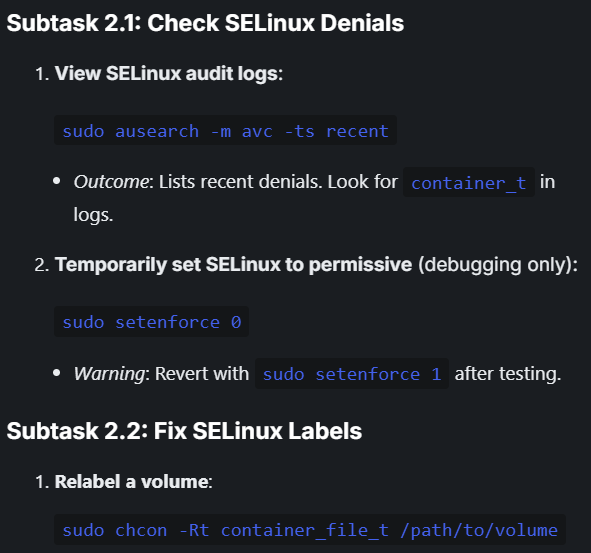 Subtask 2.1: Check SELinux Denials
1. View SELinux audit logs:
sudo ausearch -m avc -ts recent
• Outcome: Lists recent denials. Look for container_t in
logs.
2. Temporarily set SELinux to permissive (debugging only):
sudo setenforce 0
• Warning: Revert with sudo setenforce 1 after testing.
Subtask 2.2: Fix SELinux Labels
1. Relabel a volume:
sudo chcon -Rt container_file_t /path/to/volume